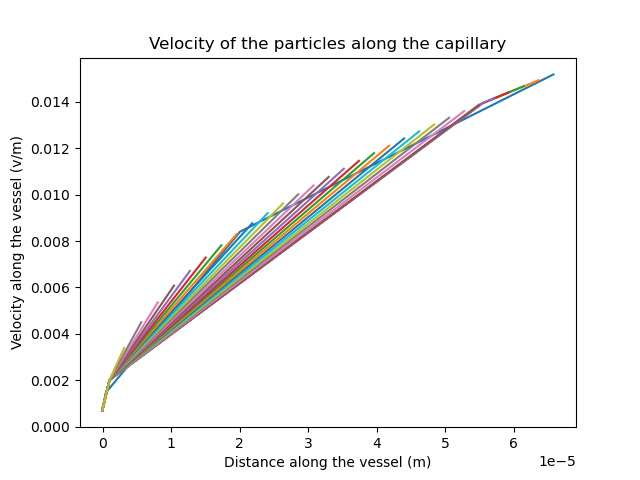 Velocity of the particles along the capillary
Velocity along the vessel (v/m)
0.014
0.012
0.010
0.008
0.006
0.004
0.002
0.000
0 1 2 3 4 5 6
1e−5
Distance along the vessel (m)